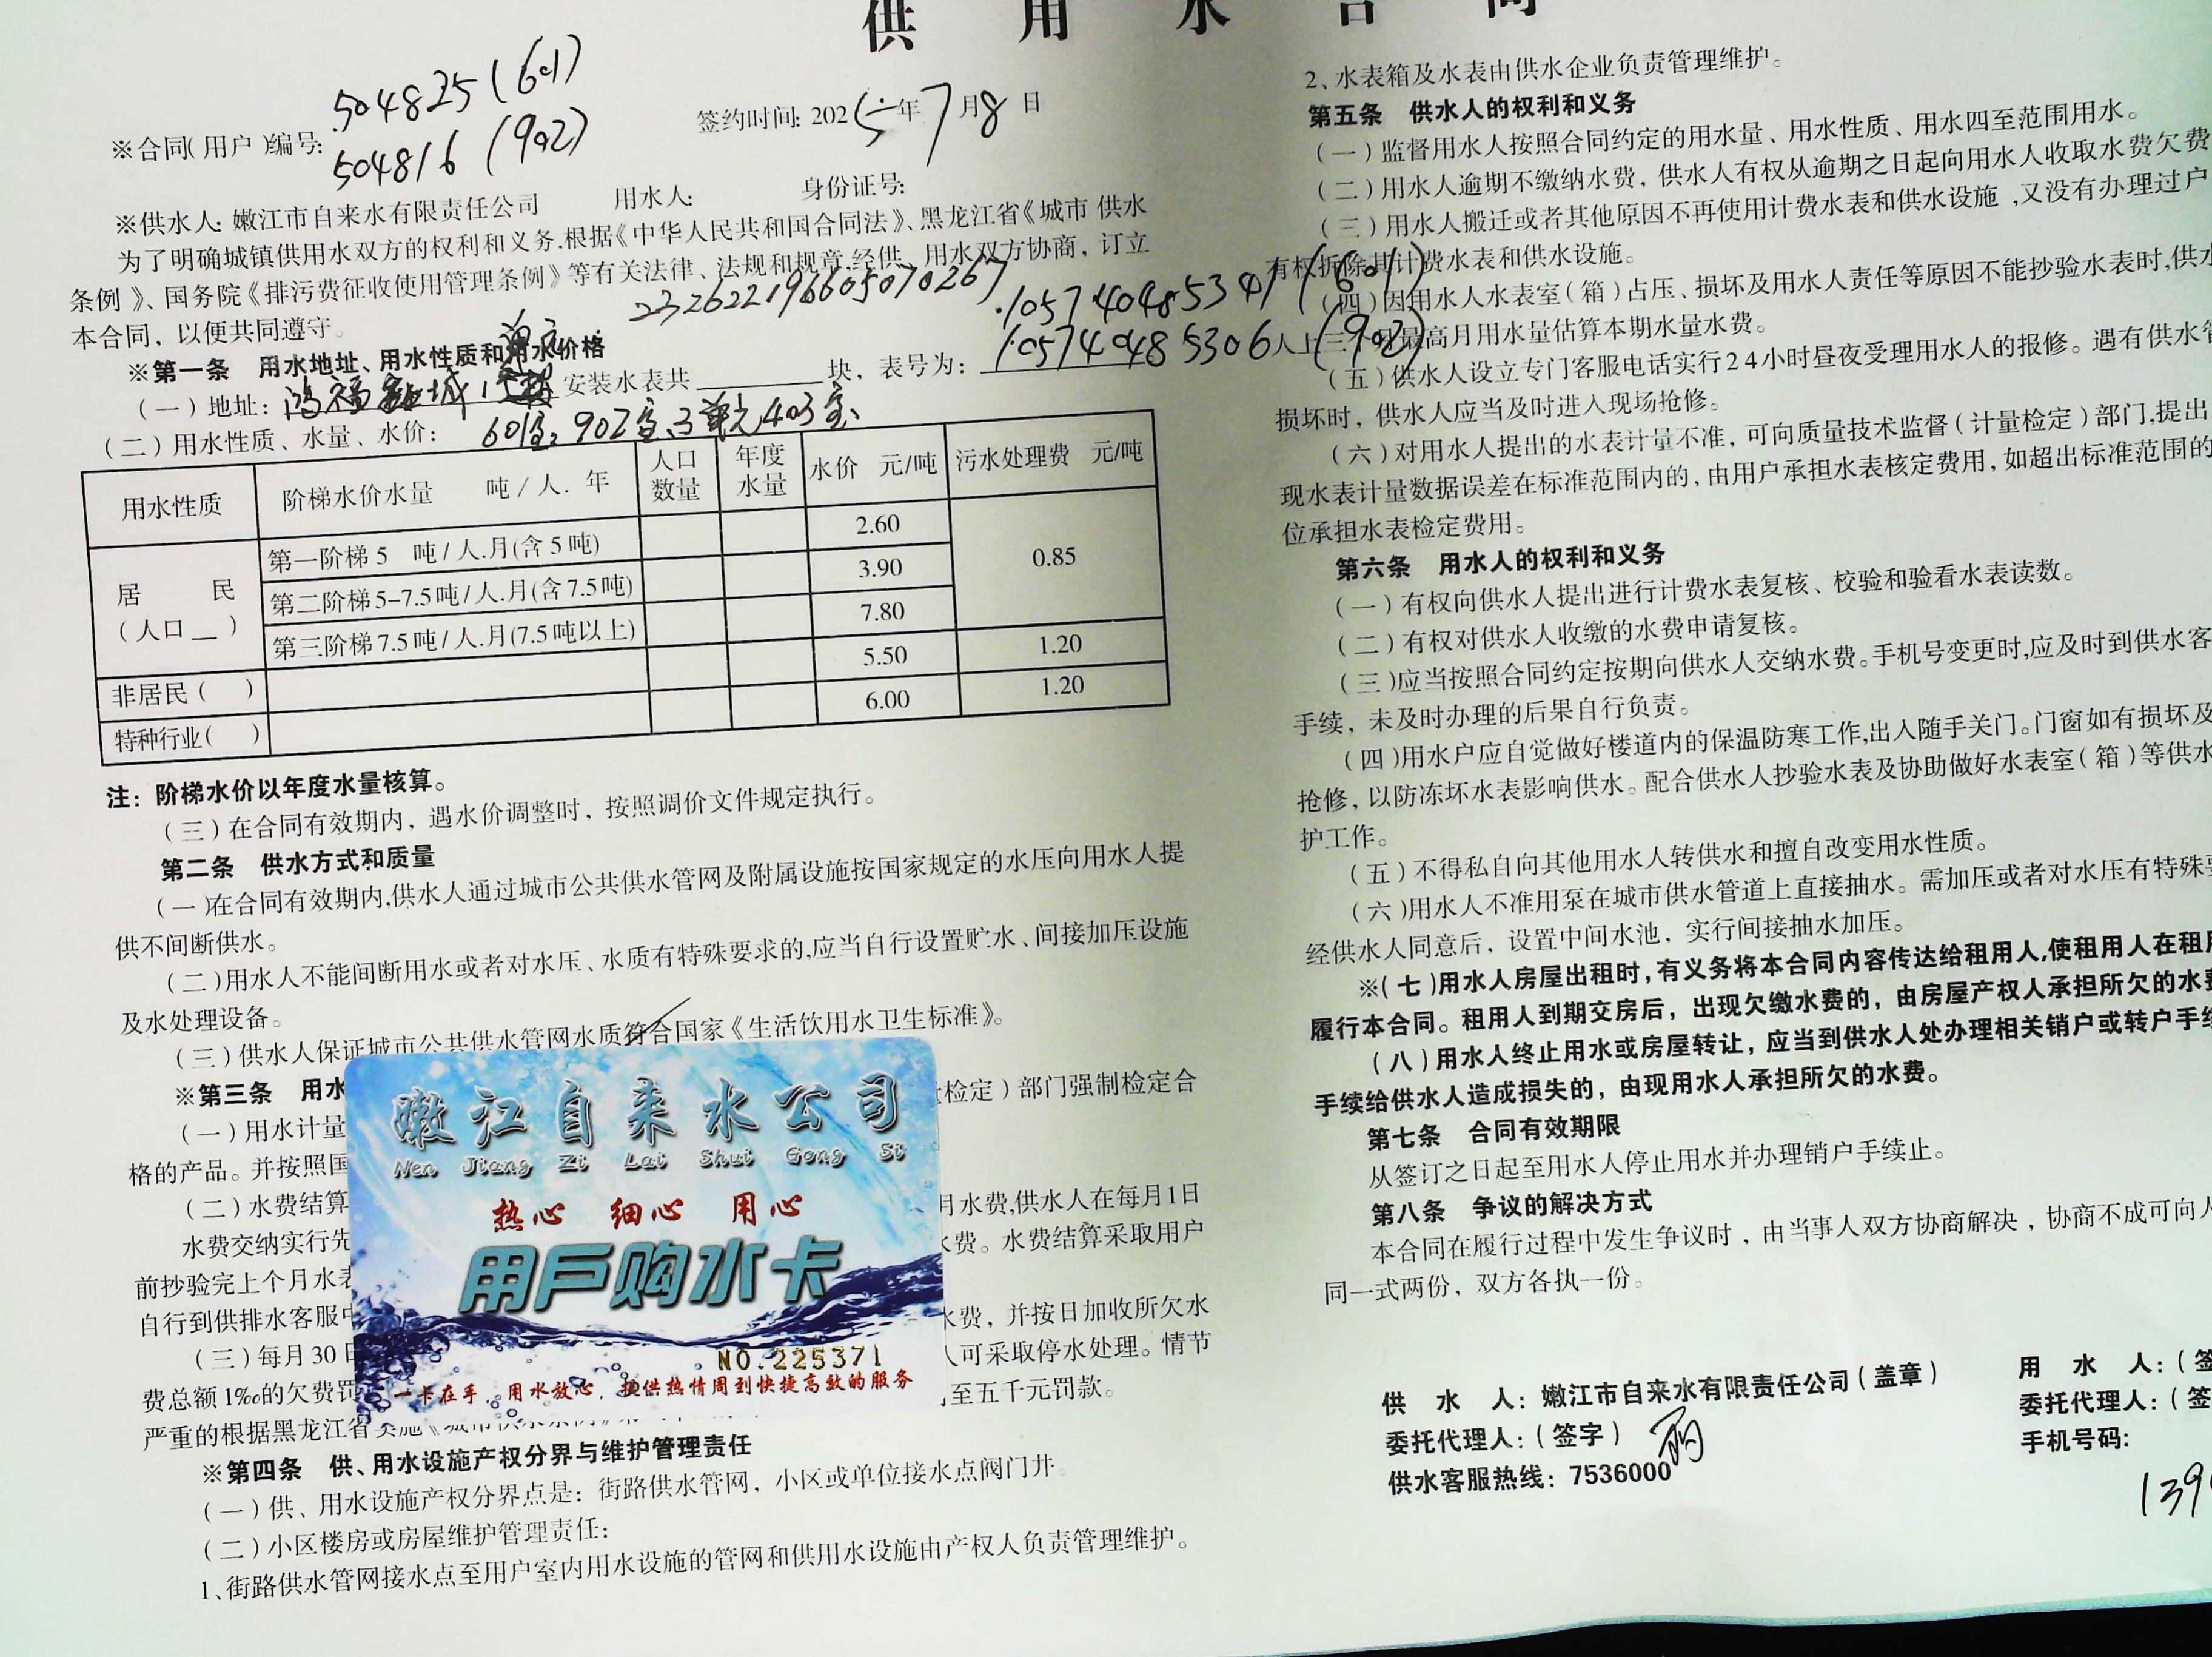 供 用 水 合 同
504825(601)
※合同(用户)编号:
504816(902)
签约时间: 2025年7月8日
※供水人: 嫩江市自来水有限责任公司 用水人: 身份证号:
为了明确城镇供用水双方的权利和义务.根据《中华人民共和国合同法》、黑龙江省《城市 供水
条例 》、国务院《排污费征收使用管理条例》等有关法律、法规和规章.经供、用水双方协商，订立
本合同，以便共同遵守。
232622196605070267
10574048534(601)
105740485306(902)
※第一条 用水地址、用水性质和用水价格
(一)地址: 鸿福 城 安装水表共 块，表号为:
601室、902室、3单元403室
(二)用水性质、水量、水价:
用水性质 阶梯水价水量 吨/人. 年 人口数量 年度水量 水价 元/吨 污水处理费 元/吨
居 民
(人口 )
第一阶梯 5 吨/人.月(含 5 吨) 2.60 0.85
第二阶梯 5-7.5 吨/人.月(含 7.5 吨) 3.90
第三阶梯 7.5 吨/人.月(7.5 吨以上) 7.80
非居民( ) 5.50 1.20
特种行业( ) 6.00 1.20
注: 阶梯水价以年度水量核算。
(三)在合同有效期内，遇水价调整时，按照调价文件规定执行。
第二条 供水方式和质量
(一)在合同有效期内,供水人通过城市公共供水管网及附属设施按国家规定的水压向用水人提
供不间断供水。
(二)用水人不能间断用水或者对水压、水质有特殊要求的,应当自行设置贮水、间接加压设施
及水处理设备。
(三)供水人保证城市公共供水管网水质符合国家《生活饮用水卫生标准》。
※第三条 用水
(一)用水计量 检定)部门强制检定合
格的产品。并按照国
(二)水费结算 月水费,供水人在每月1日
水费交纳实行先 水费。水费结算采取用户
前抄验完上个月水表
自行到供排水客服中
(三)每月 30 日 水费，并按日加收所欠水
费总额 1‰的欠费罚 人可采取停水处理。情节
严重的根据黑龙江省实施《城市供水条例》 至五千元罚款。
嫩江自来水公司
Nen Jiang Zi Lai Shui Gong Si
热心 细心 用心
用户购水卡
NO.225371
一卡在手，用水放心，提供热情周到快捷高效的服务
※第四条 供、用水设施产权分界与维护管理责任
(一)供、用水设施产权分界点是: 街路供水管网，小区或单位接水点阀门井。
(二)小区楼房或房屋维护管理责任:
1、街路供水管网接水点至用户室内用水设施的管网和供用水设施由产权人负责管理维护。
2、水表箱及水表由供水企业负责管理维护。
第五条 供水人的权利和义务
(一)监督用水人按照合同约定的用水量、用水性质、用水四至范围用水。
(二)用水人逾期不缴纳水费，供水人有权从逾期之日起向用水人收取水费欠费
(三)用水人搬迁或者其他原因不再使用计费水表和供水设施 ,又没有办理过户
有权拆除其计费水表和供水设施。
(四)因用水人水表室(箱)占压、损坏及用水人责任等原因不能抄验水表时,供水
人上三 月最高月用水量估算本期水量水费。
(五)供水人设立专门客服电话实行24小时昼夜受理用水人的报修。遇有供水管
损坏时，供水人应当及时进入现场抢修。
(六)对用水人提出的水表计量不准，可向质量技术监督(计量检定)部门,提出
现水表计量数据误差在标准范围内的, 由用户承担水表核定费用，如超出标准范围的
位承担水表检定费用。
第六条 用水人的权利和义务
(一)有权向供水人提出进行计费水表复核、校验和验看水表读数。
(二)有权对供水人收缴的水费申请复核。
(三)应当按照合同约定按期向供水人交纳水费。手机号变更时,应及时到供水客
手续，未及时办理的后果自行负责。
(四)用水户应自觉做好楼道内的保温防寒工作,出入随手关门。门窗如有损坏及
抢修，以防冻坏水表影响供水。配合供水人抄验水表及协助做好水表室(箱)等供水
护工作。
(五)不得私自向其他用水人转供水和擅自改变用水性质。
(六)用水人不准用泵在城市供水管道上直接抽水。需加压或者对水压有特殊要
经供水人同意后，设置中间水池，实行间接抽水加压。
※(七)用水人房屋出租时, 有义务将本合同内容传达给租用人,使租用人在租用
履行本合同。租用人到期交房后，出现欠缴水费的，由房屋产权人承担所欠的水费
(八)用水人终止用水或房屋转让，应当到供水人处办理相关销户或转户手续
手续给供水人造成损失的，由现用水人承担所欠的水费。
第七条 合同有效期限
从签订之日起至用水人停止用水并办理销户手续止。
第八条 争议的解决方式
本合同在履行过程中发生争议时 ，由当事人双方协商解决 ，协商不成可向人
同一式两份，双方各执一份。
供 水 人: 嫩江市自来水有限责任公司(盖章) 用 水 人: (签
委托代理人: (签字) 委托代理人: (签
供水客服热线: 7536000 手机号码:
139